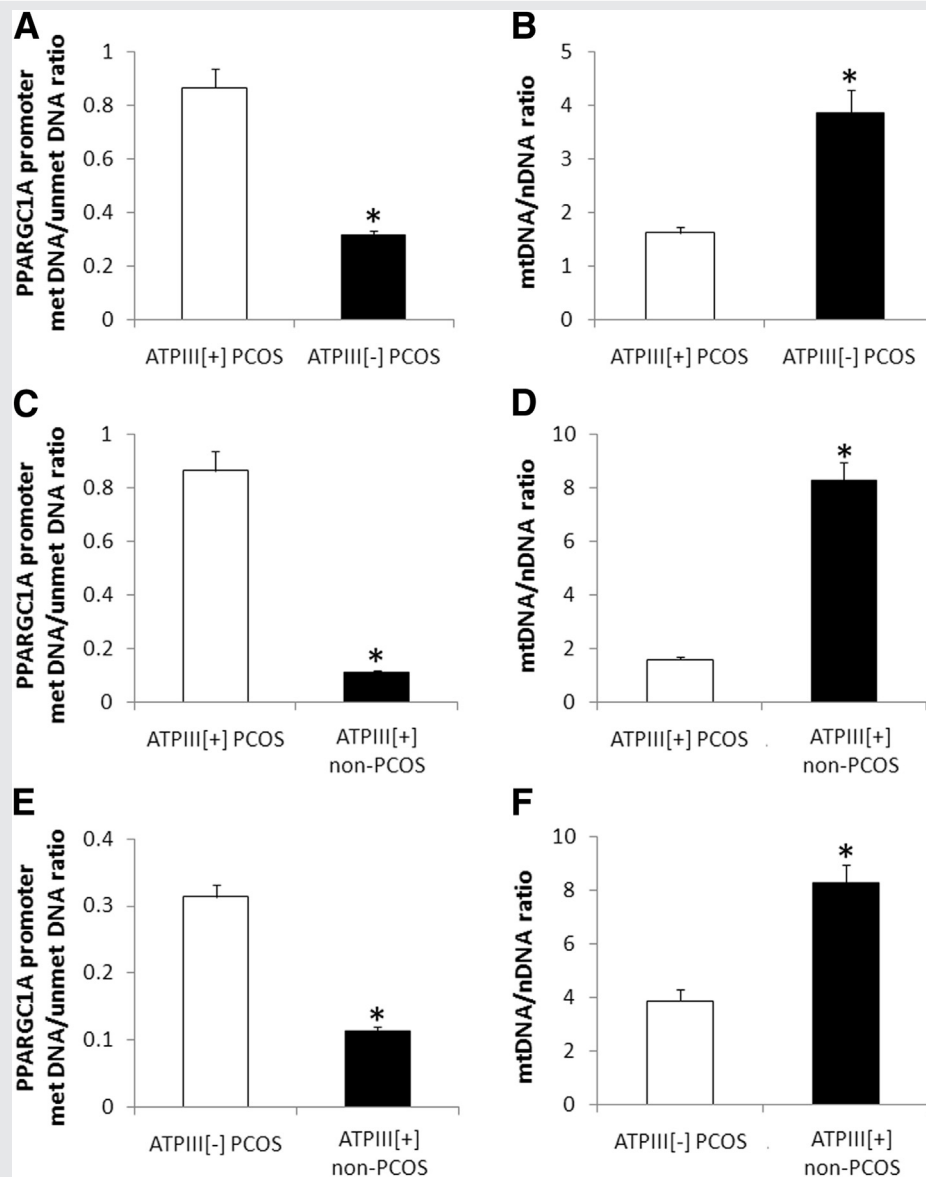 A
PPARGC1A promoter
met DNA/unmet DNA ratio
1
0.8
0.6
0.4
0.2
0
*
ATPIII[+] PCOS
ATPIII[-] PCOS
B
mtDNA/nDNA ratio
5
4
3
2
1
0
*
ATPIII[+] PCOS
ATPIII[-] PCOS
C
PPARGC1A promoter
met DNA/unmet DNA ratio
1
0.8
0.6
0.4
0.2
0
*
ATPIII[+] PCOS
ATPIII[+]
non-PCOS
D
mtDNA/nDNA ratio
10
8
6
4
2
0
*
ATPIII[+] PCOS
ATPIII[+]
non-PCOS
E
PPARGC1A promoter
met DNA/unmet DNA ratio
0.4
0.3
0.2
0.1
0
*
ATPIII[-] PCOS
ATPIII[+]
non-PCOS
F
mtDNA/nDNA ratio
10
8
6
4
2
0
*
ATPIII[-] PCOS
ATPIII[+]
non-PCOS